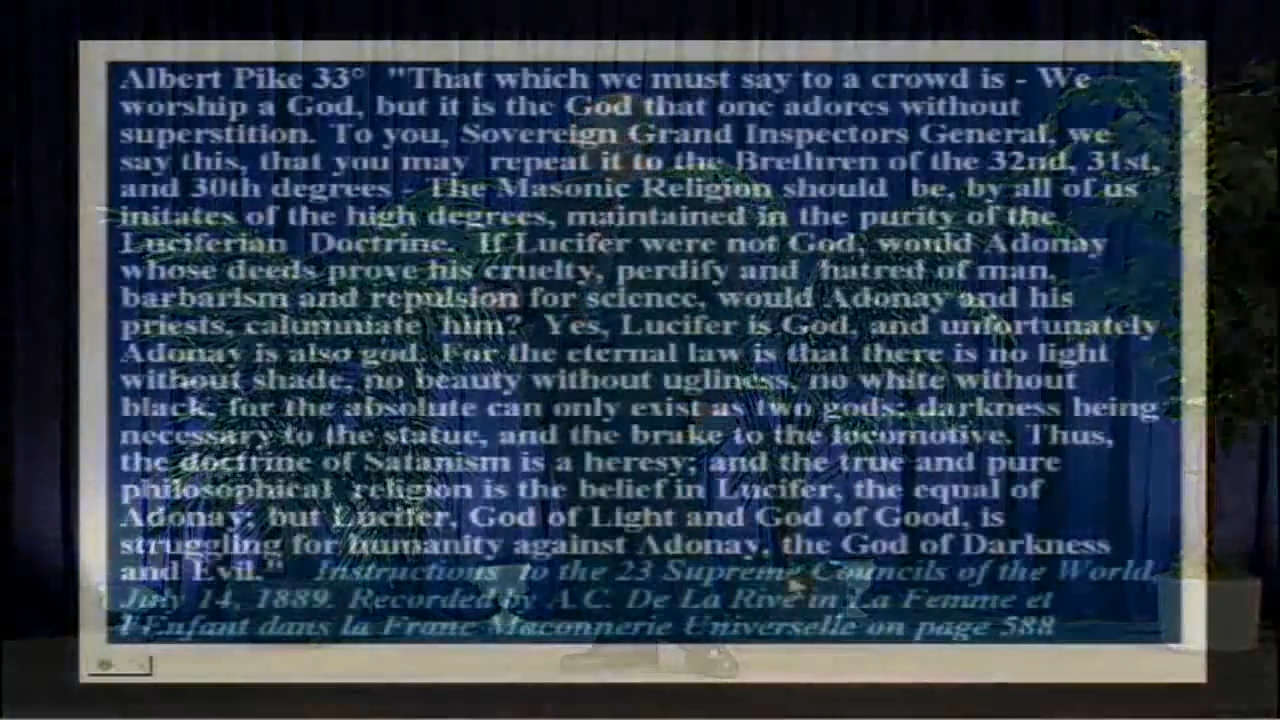 Albert Pike 33° "That which we must say to a crowd is - We
worship a God, but it is the God that one adores without
superstition. To you, Sovereign Grand Inspectors General, we
say this, that you may repeat it to the Brethren of the 32nd, 31st,
and 30th degrees - The Masonic Religion should be, by all of us
initates of the high degrees, maintained in the purity of the
Luciferian Doctrine. If Lucifer were not God, would Adonay
whose deeds prove his cruelty, perdify and hatred of man,
barbarism and repulsion for science, would Adonay and his
priests, calumniate him? Yes, Lucifer is God, and unfortunately
Adonay is also god. For the eternal law is that there is no light
without shade, no beauty without ugliness, no white without
black, for the absolute can only exist as two gods: darkness being
necessary to the statue, and the brake to the locomotive. Thus,
the doctrine of Satanism is a heresy; and the true and pure
philosophical religion is the belief in Lucifer, the equal of
Adonay; but Lucifer, God of Light and God of Good, is
struggling for humanity against Adonay, the God of Darkness
and Evil." Instructions to the 23 Supreme Councils of the World,
July 14, 1889. Recorded by A.C. De La Rive in La Femme et
l'Enfant dans la Franc Maconnerie Universelle on page 588